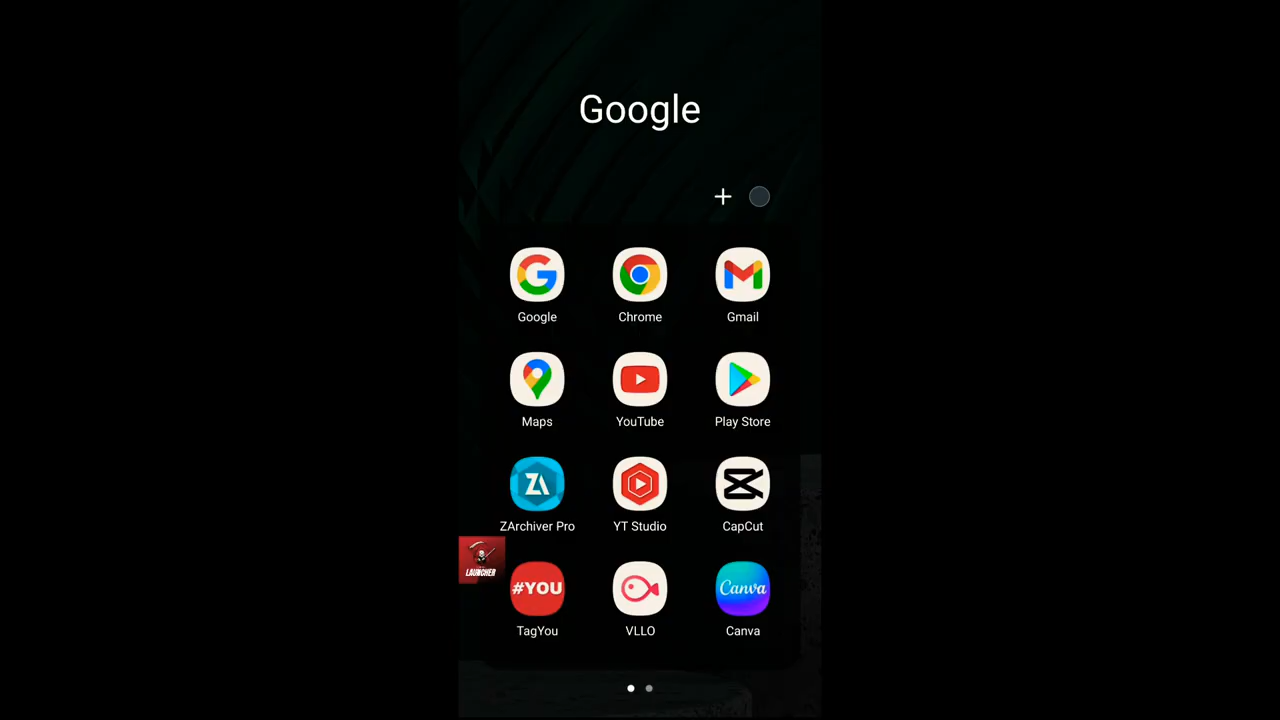 Google
Google Chrome Gmail
Maps YouTube Play Store
ZA
ZArchiver Pro YT Studio CapCut
LAUNCHER
#YOU Canva
TagYou VLLO Canva